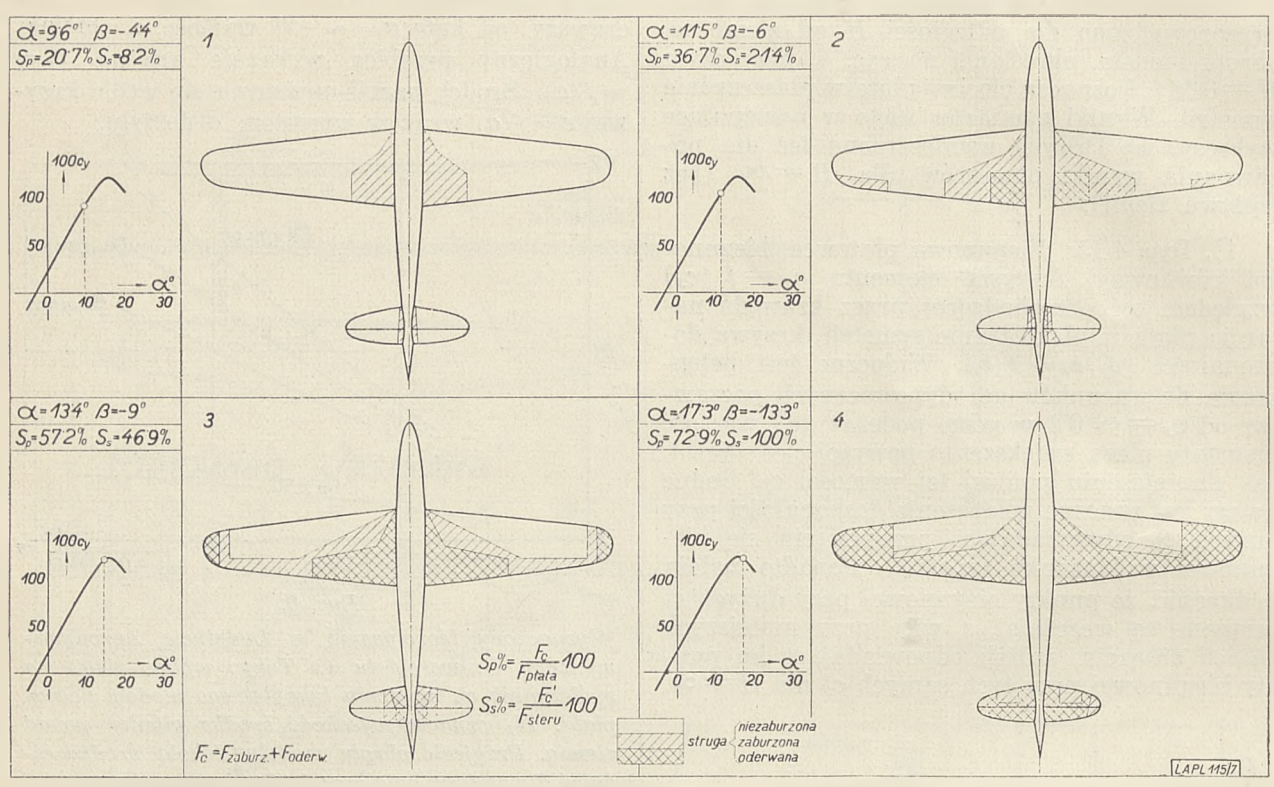 α=9'6° β=-4'4°
Sp=20'7% Ss=8'2%
1
100cy
100
50
α°
0 10 20 30
α=11'5° β=-6°
Sp=36'7% Ss=21'4%
2
100cy
100
50
α°
0 10 20 30
α=13'4° β=-9°
Sp=57'2% Ss=46'9%
3
100cy
100
50
α°
0 10 20 30
Sp%= Fc/Fpłata ·100
Ss%= Fc'/Fsteru ·100
Fc=Fzaburz.+Foderw.
α=17'3° β=-13'3°
Sp=72'9% Ss=100%
4
100cy
100
50
α°
0 10 20 30
struga
niezaburzona
zaburzona
oderwana
LAPL 115/7